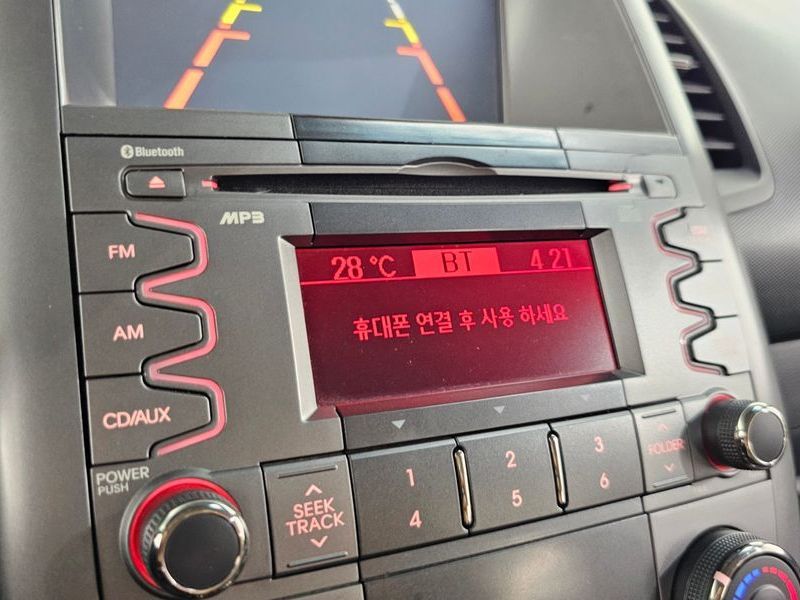 Bluetooth
MP3
FM
28 °C BT 4 21
휴대폰 연결 후 사용 하세요
AM
CD/AUX
POWER
PUSH
SEEK
TRACK
1 2 3
4 5 6
FOLDER